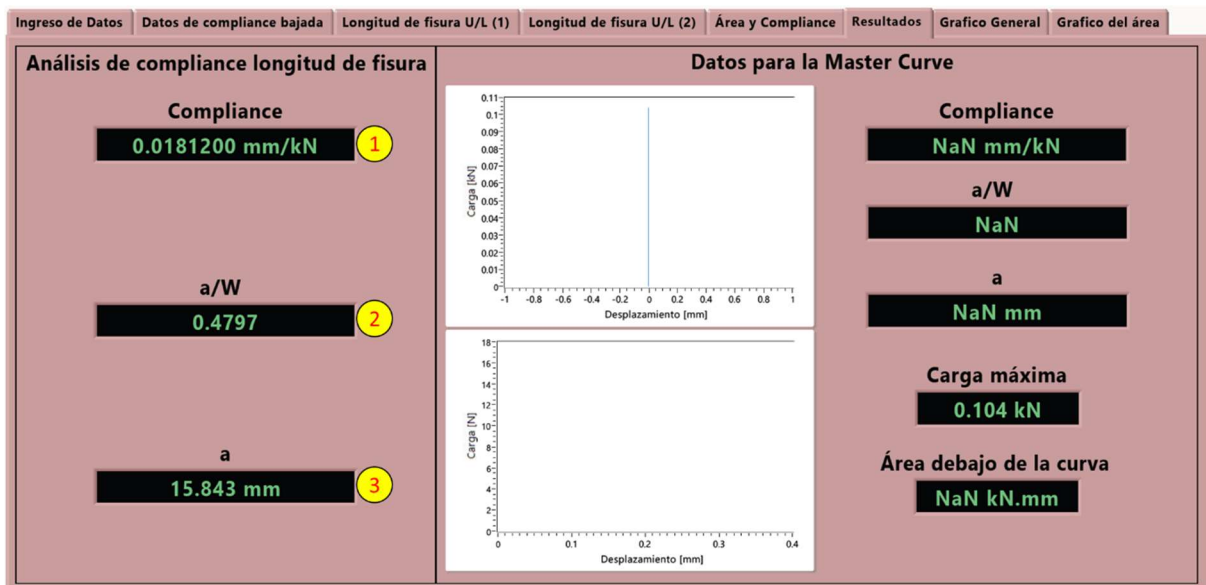 Ingreso de Datos
Datos de compliance bajada
Longitud de fisura U/L (1)
Longitud de fisura U/L (2)
Área y Compliance
Resultados
Grafico General
Grafico del área
Análisis de compliance longitud de fisura
Compliance
0.0181200 mm/kN
1
a/W
0.4797
2
a
15.843 mm
3
Datos para la Master Curve
0.11
0.1
0.09
0.08
0.07
0.06
0.05
0.04
0.03
0.02
0.01
0
Carga [kN]
-1 -0.8 -0.6 -0.4 -0.2 0 0.2 0.4 0.6 0.8 1
Desplazamiento [mm]
18
16
14
12
10
8
6
4
2
0
Carga [N]
0 0.1 0.2 0.3 0.4
Desplazamiento [mm]
Compliance
NaN mm/kN
a/W
NaN
a
NaN mm
Carga máxima
0.104 kN
Área debajo de la curva
NaN kN.mm